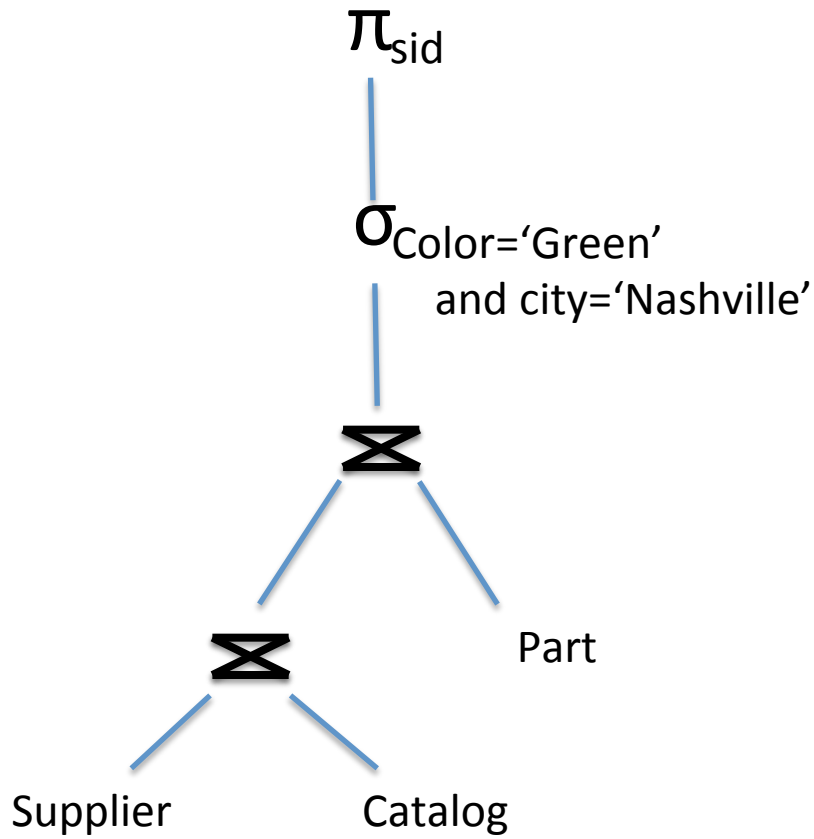 πsid
σColor=‘Green’
and city=‘Nashville’
⋈
⋈
Part
Supplier
Catalog